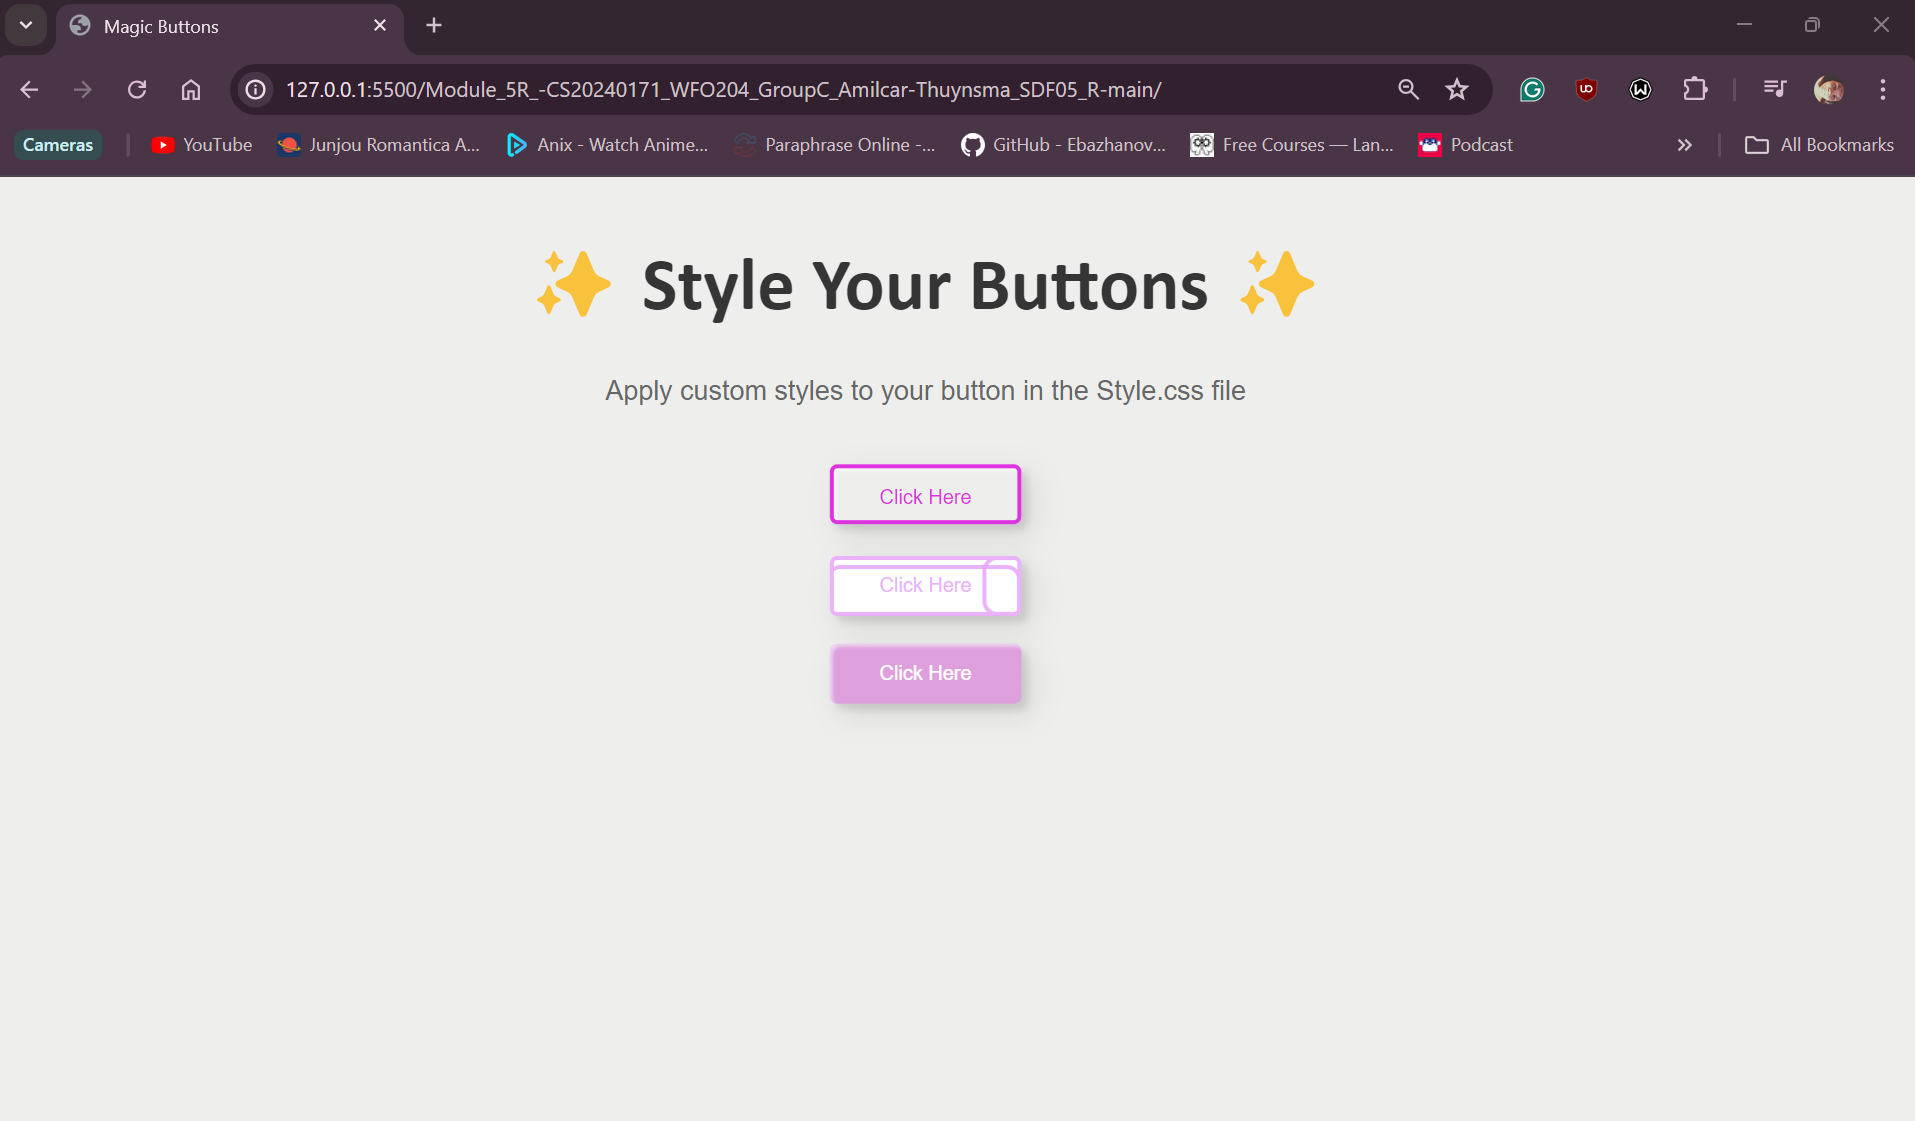 Magic Buttons
127.0.0.1:5500/Module_5R_-CS20240171_WFO204_GroupC_Amilcar-Thuynsma_SDF05_R-main/
Cameras YouTube Junjou Romantica A... Anix - Watch Anime... Paraphrase Online -... GitHub - Ebazhanov... Free Courses — Lan... Podcast All Bookmarks
✨ Style Your Buttons ✨
Apply custom styles to your button in the Style.css file
Click Here
Click Here
Click Here